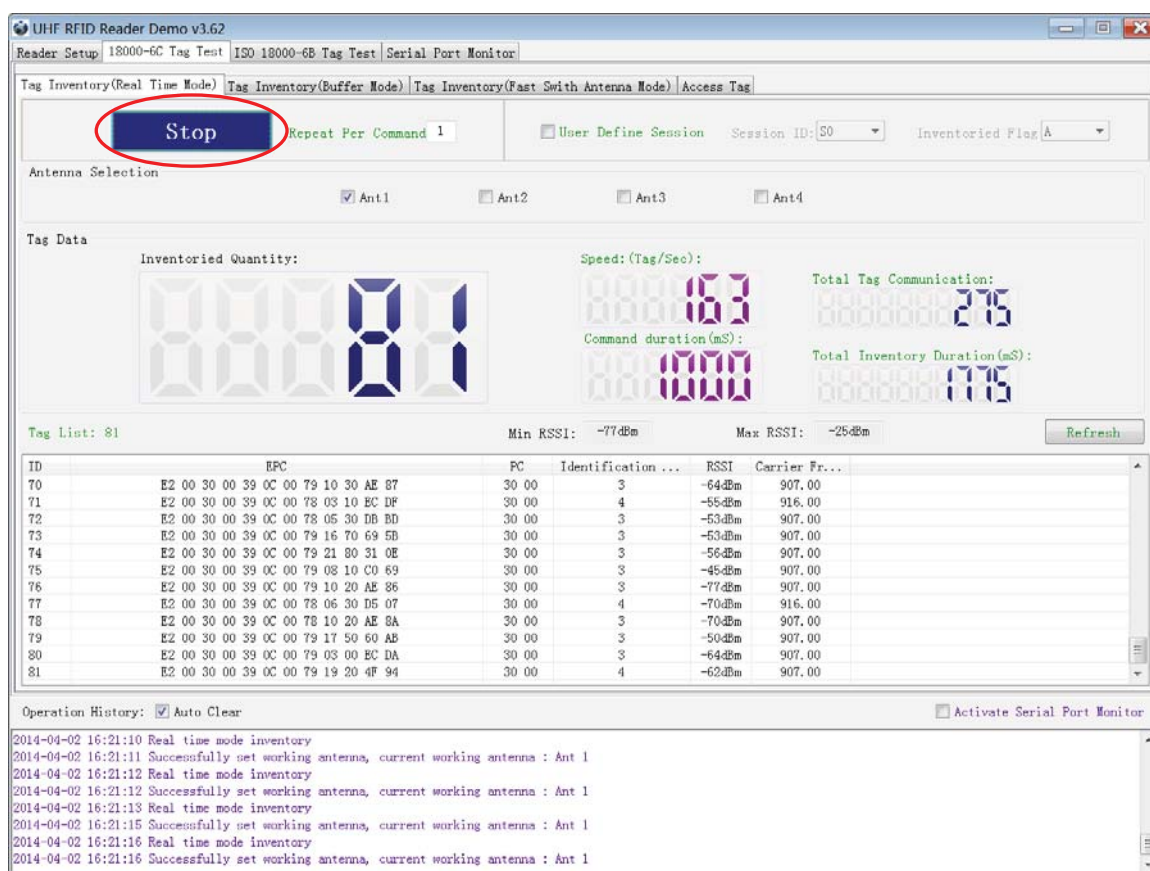 UHF RFID Reader Demo v3.62
Reader Setup 18000-6C Tag Test ISO 18000-6B Tag Test Serial Port Monitor
Tag Inventory(Real Time Mode) Tag Inventory(Buffer Mode) Tag Inventory(Fast Swith Antenna Mode) Access Tag
Stop Repeat Per Command 1 User Define Session Session ID: S0 Inventoried Flag A
Antenna Selection
Ant1 Ant2 Ant3 Ant4
Tag Data
Inventoried Quantity: Speed:(Tag/Sec): Total Tag Communication:
81 163 275
Command duration(mS): Total Inventory Duration(mS):
1000 1775
Tag List: 81 Min RSSI: -77dBm Max RSSI: -25dBm Refresh
ID EPC PC Identification ... RSSI Carrier Fr...
70 E2 00 30 00 39 0C 00 79 10 30 AE 87 30 00 3 -64dBm 907.00
71 E2 00 30 00 39 0C 00 78 03 10 EC DF 30 00 4 -55dBm 916.00
72 E2 00 30 00 39 0C 00 78 05 30 DB BD 30 00 3 -53dBm 907.00
73 E2 00 30 00 39 0C 00 79 16 70 69 5B 30 00 3 -53dBm 907.00
74 E2 00 30 00 39 0C 00 79 21 80 31 0E 30 00 3 -56dBm 907.00
75 E2 00 30 00 39 0C 00 79 08 10 C0 69 30 00 3 -45dBm 907.00
76 E2 00 30 00 39 0C 00 79 10 20 AE 86 30 00 3 -77dBm 907.00
77 E2 00 30 00 39 0C 00 78 06 30 D5 07 30 00 4 -70dBm 916.00
78 E2 00 30 00 39 0C 00 78 10 20 AE 8A 30 00 3 -70dBm 907.00
79 E2 00 30 00 39 0C 00 79 17 50 60 AB 30 00 3 -50dBm 907.00
80 E2 00 30 00 39 0C 00 79 03 00 EC DA 30 00 3 -64dBm 907.00
81 E2 00 30 00 39 0C 00 79 19 20 4F 94 30 00 4 -62dBm 907.00
Operation History: Auto Clear Activate Serial Port Monitor
2014-04-02 16:21:10 Real time mode inventory
2014-04-02 16:21:11 Successfully set working antenna, current working antenna : Ant 1
2014-04-02 16:21:12 Real time mode inventory
2014-04-02 16:21:12 Successfully set working antenna, current working antenna : Ant 1
2014-04-02 16:21:13 Real time mode inventory
2014-04-02 16:21:15 Successfully set working antenna, current working antenna : Ant 1
2014-04-02 16:21:16 Real time mode inventory
2014-04-02 16:21:16 Successfully set working antenna, current working antenna : Ant 1